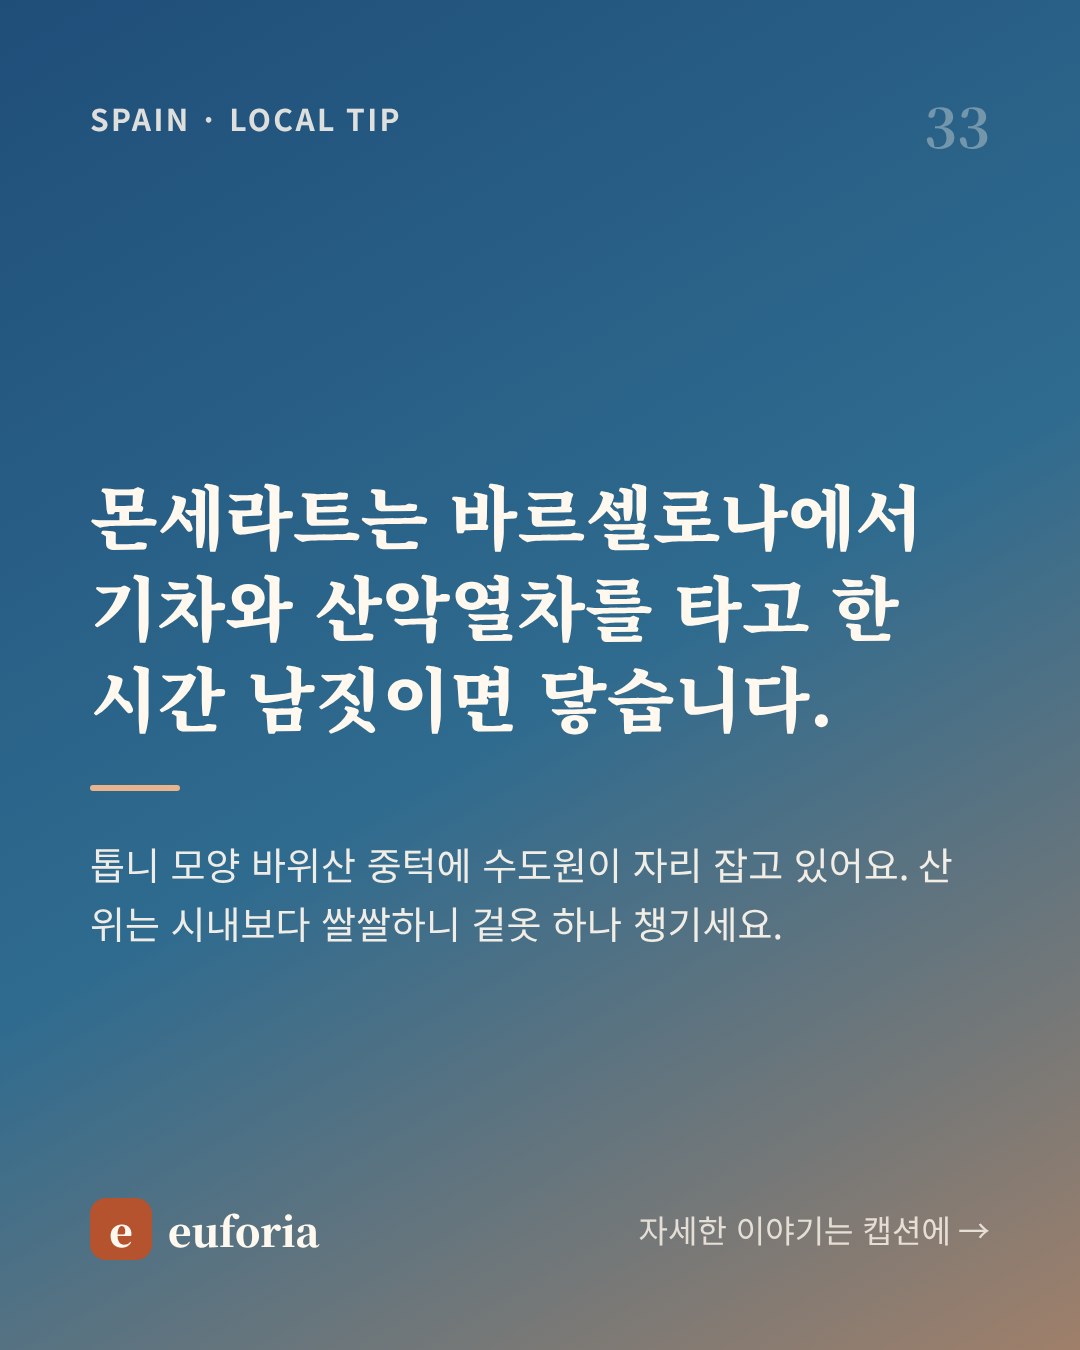 SPAIN · LOCAL TIP
33
몬세라트는 바르셀로나에서
기차와 산악열차를 타고 한
시간 남짓이면 닿습니다.
톱니 모양 바위산 중턱에 수도원이 자리 잡고 있어요. 산
위는 시내보다 쌀쌀하니 겉옷 하나 챙기세요.
e euforia
자세한 이야기는 캡션에 →